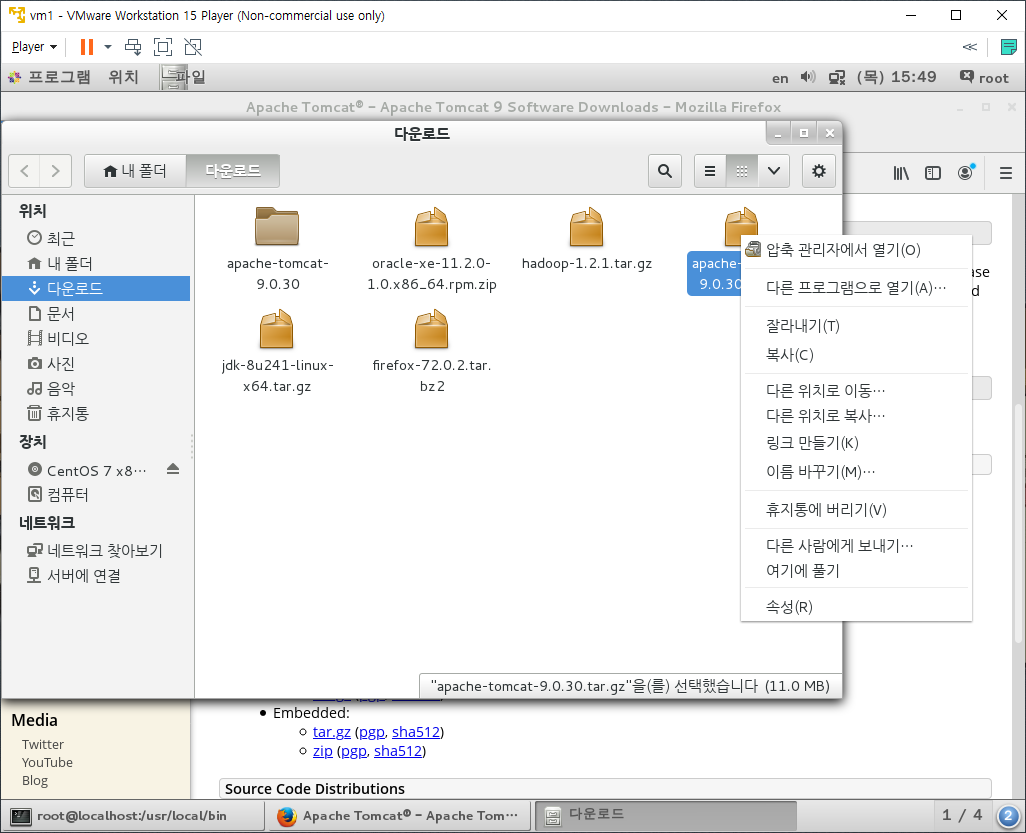 vm1 - VMware Workstation 15 Player (Non-commercial use only)
Player
프로그램 위치 파일 en (목) 15:49 root
Apache Tomcat® – Apache Tomcat 9 Software Downloads – Mozilla Firefox
다운로드
내 폴더 다운로드
위치
최근
내 폴더
다운로드
문서
비디오
사진
음악
휴지통
장치
CentOS 7 x8…
컴퓨터
네트워크
네트워크 찾아보기
서버에 연결
apache-tomcat-
9.0.30
oracle-xe-11.2.0-
1.0.x86_64.rpm.zip
hadoop-1.2.1.tar.gz
apache-
9.0.30
jdk-8u241-linux-
x64.tar.gz
firefox-72.0.2.tar.
bz2
압축 관리자에서 열기(O)
다른 프로그램으로 열기(A)…
잘라내기(T)
복사(C)
다른 위치로 이동…
다른 위치로 복사…
링크 만들기(K)
이름 바꾸기(M)…
휴지통에 버리기(V)
다른 사람에게 보내기…
여기에 풀기
속성(R)
ase
d
"apache-tomcat-9.0.30.tar.gz"을(를) 선택했습니다 (11.0 MB)
Media
Twitter
YouTube
Blog
Embedded:
tar.gz (pgp, sha512)
zip (pgp, sha512)
Source Code Distributions
root@localhost:/usr/local/bin
Apache Tomcat® – Apache Tom…
다운로드
1 / 4
2